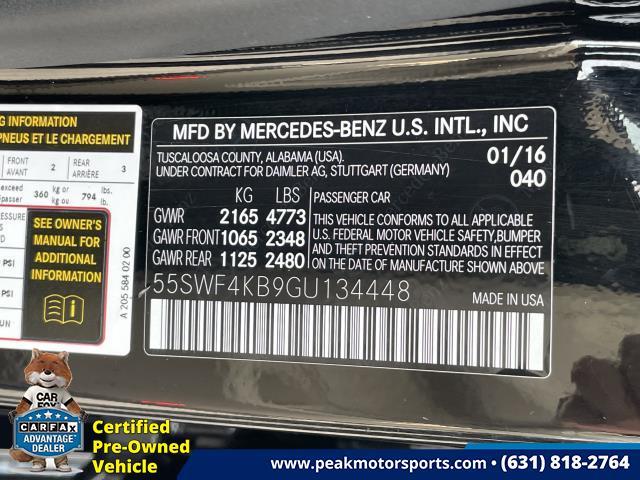 NG INFORMATION
PNEUS ET LE CHARGEMENT
FRONT
AVANT
2
REAR
ARRIÈRE
3
exceed
360 kg or
kg ou
794 lbs.
lb.
PSI
PSI
SEE OWNER'S
MANUAL FOR
ADDITIONAL
INFORMATION
A 205 584 02 00
MFD BY MERCEDES-BENZ U.S. INTL., INC
TUSCALOOSA COUNTY, ALABAMA (USA).
UNDER CONTRACT FOR DAIMLER AG, STUTTGART (GERMANY)
01/16
040
KG LBS
GVWR 2165 4773
GAWR FRONT 1065 2348
GAWR REAR 1125 2480
PASSENGER CAR
THIS VEHICLE CONFORMS TO ALL APPLICABLE
U.S. FEDERAL MOTOR VEHICLE SAFETY,BUMPER
AND THEFT PREVENTION STANDARDS IN EFFECT
ON THE DATE OF MANUFACTURE SHOWN ABOVE.
55SWF4KB9GU134448
MADE IN USA
CAR
FOX
CARFAX
ADVANTAGE
DEALER
Certified
Pre-Owned
Vehicle
www.peakmotorsports.com - (631) 818-2764